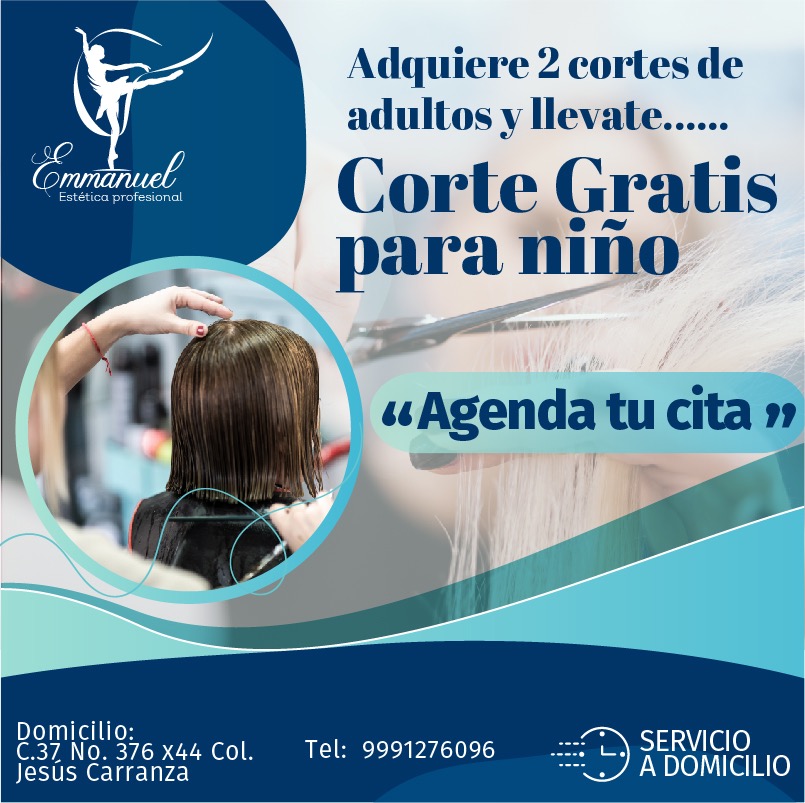 Emmanuel
Estética profesional
Adquiere 2 cortes de
adultos y llevate......
Corte Gratis
para niño
“Agenda tu cita ”
Domicilio:
C.37 No. 376 x44 Col.
Jesús Carranza
Tel: 9991276096
SERVICIO
A DOMICILIO